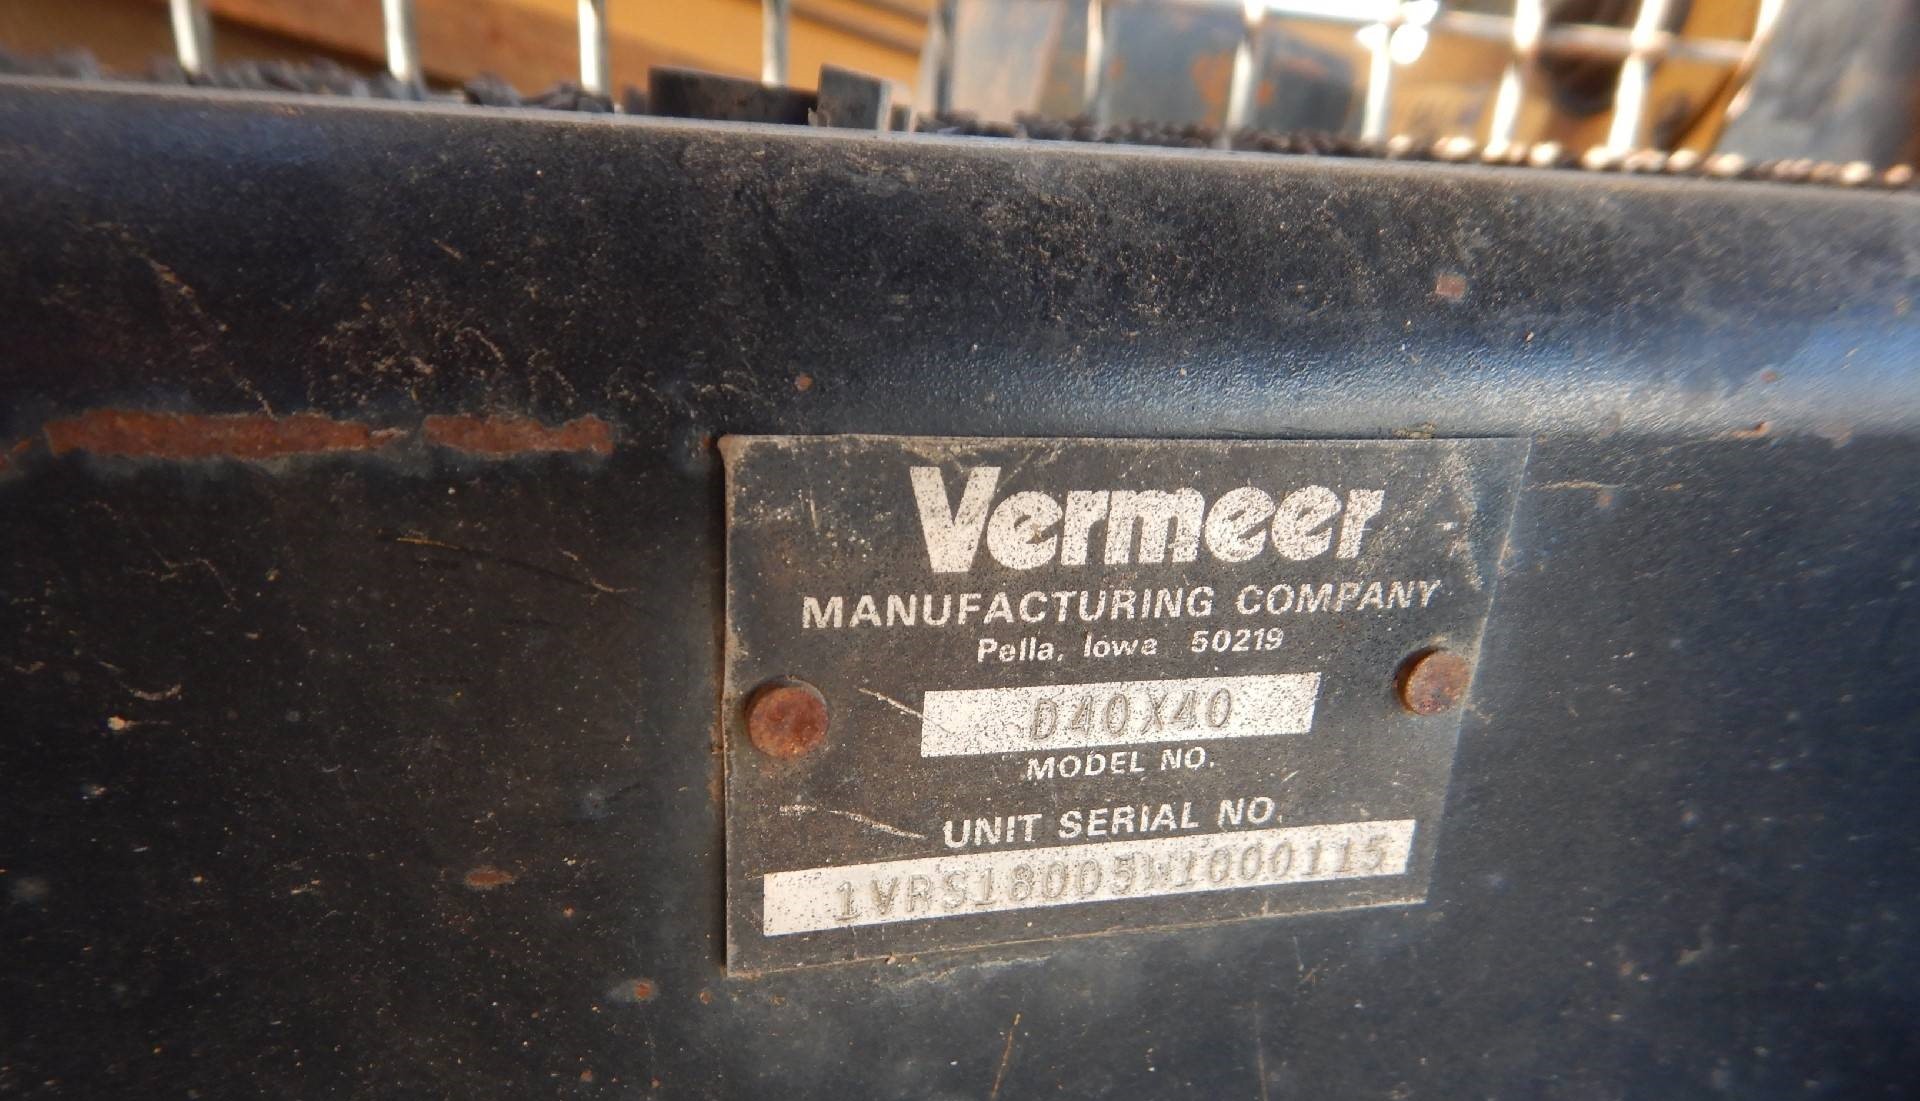 Vermeer
MANUFACTURING COMPANY
Pella, Iowa 50219
D40X40
MODEL NO.
UNIT SERIAL NO.
1VRS18005W1000115